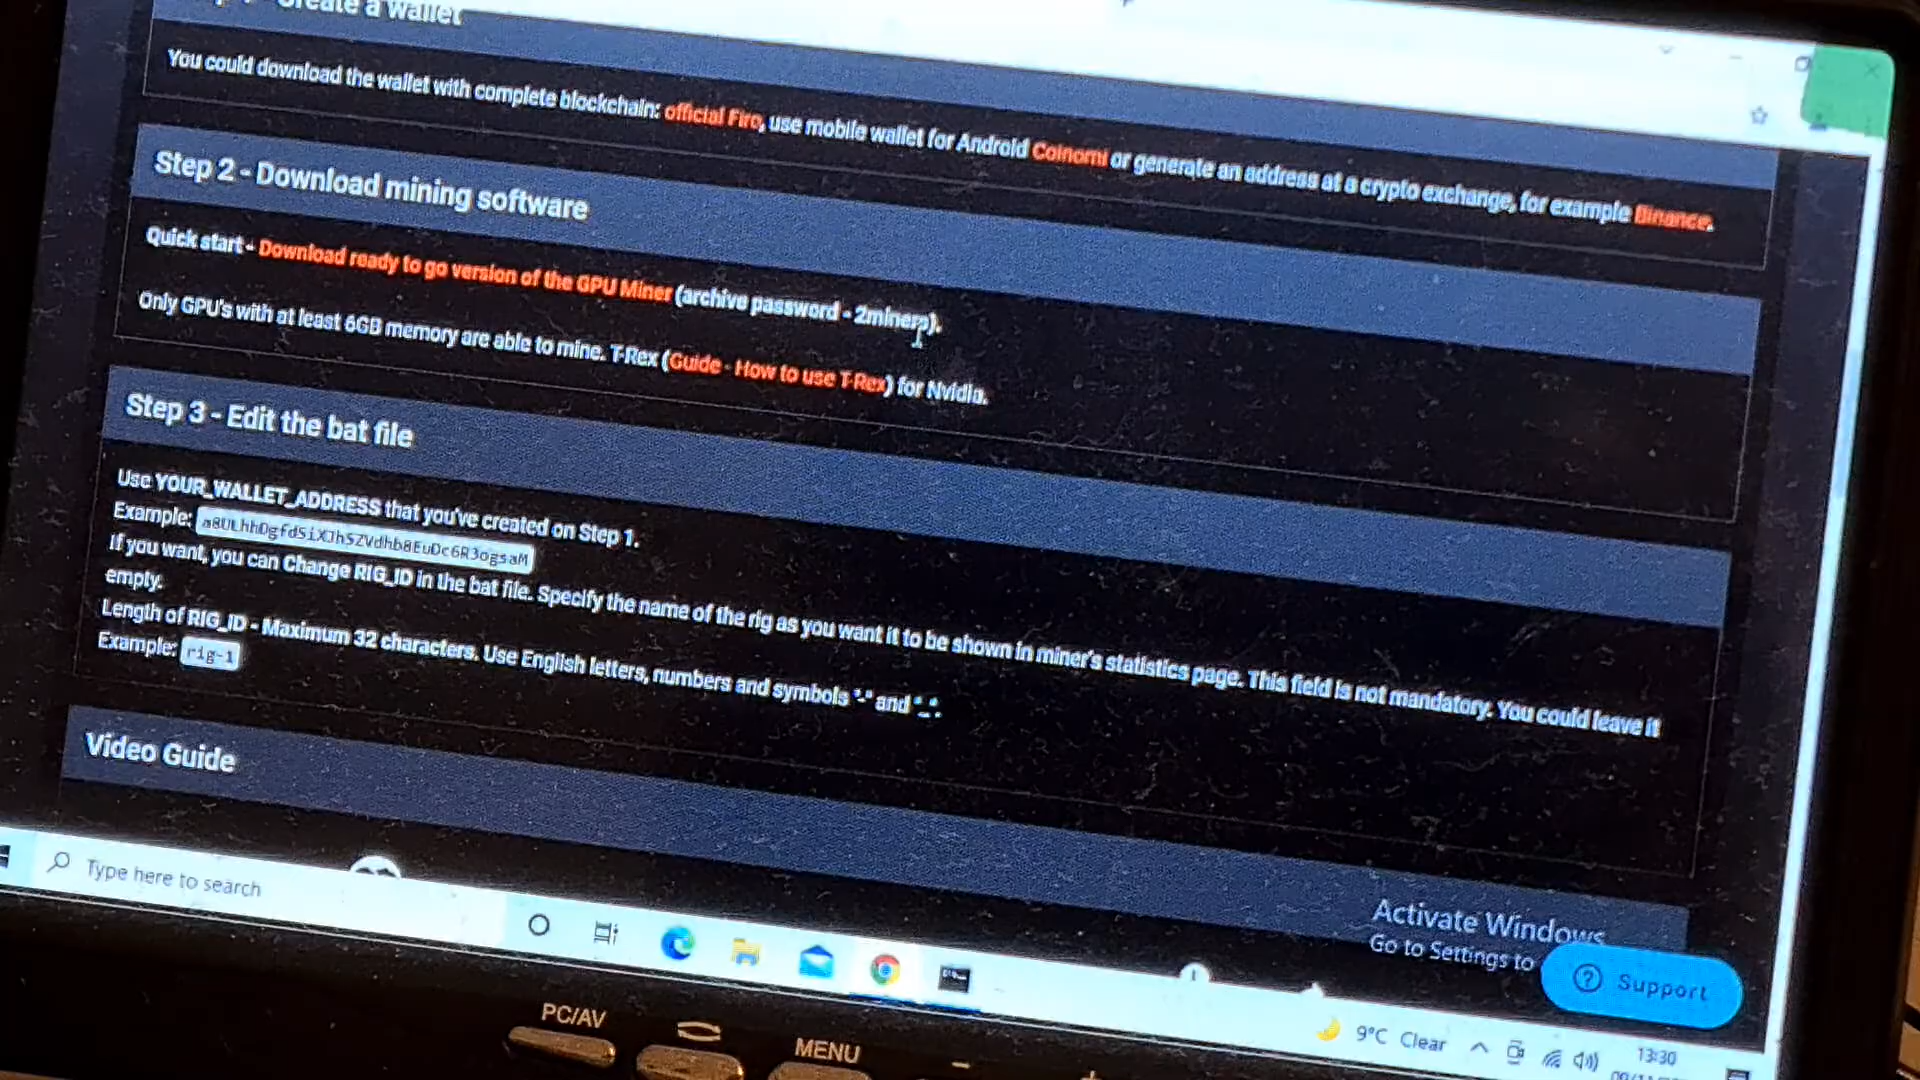 Create a wallet
You could download the wallet with complete blockchain: official Firo, use mobile wallet for Android Coinomi or generate an address at a crypto exchange, for example Binance.
Step 2 - Download mining software
Quick start - Download ready to go version of the GPU Miner (archive password - 2miners).
Only GPU's with at least 6GB memory are able to mine. T-Rex (Guide - How to use T-Rex) for Nvidia.
Step 3 - Edit the bat file
Use YOUR_WALLET_ADDRESS that you've created on Step 1.
Example: a8ULhhDgfdSiXJhSZVdhb8EuDc6R3ogsaM
If you want, you can Change RIG_ID in the bat file. Specify the name of the rig as you want it to be shown in miner's statistics page. This field is not mandatory. You could leave it
empty.
Length of RIG_ID - Maximum 32 characters. Use English letters, numbers and symbols "-" and "_".
Example: rig-1
Video Guide
Activate Windows
Go to Settings to
Support
Type here to search
9°C Clear
13:30
PC/AV
MENU